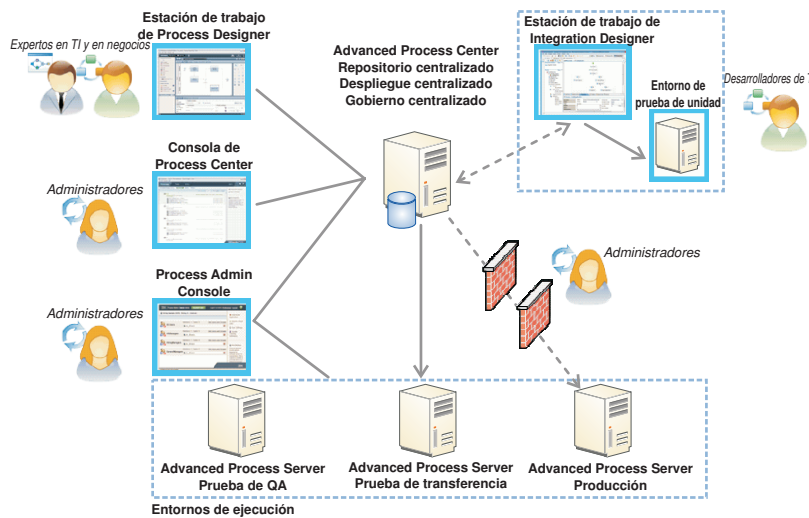 Estación de trabajo
de Process Designer
Expertos en TI y en negocios
Advanced Process Center
Repositorio centralizado
Despliegue centralizado
Gobierno centralizado
Estación de trabajo de
Integration Designer
Entorno de
prueba de unidad
Desarrolladores de
Consola de
Process Center
Administradores
Process Admin
Console
Administradores
Administradores
Advanced Process Server
Prueba de QA
Advanced Process Server
Prueba de transferencia
Advanced Process Server
Producción
Entornos de ejecución